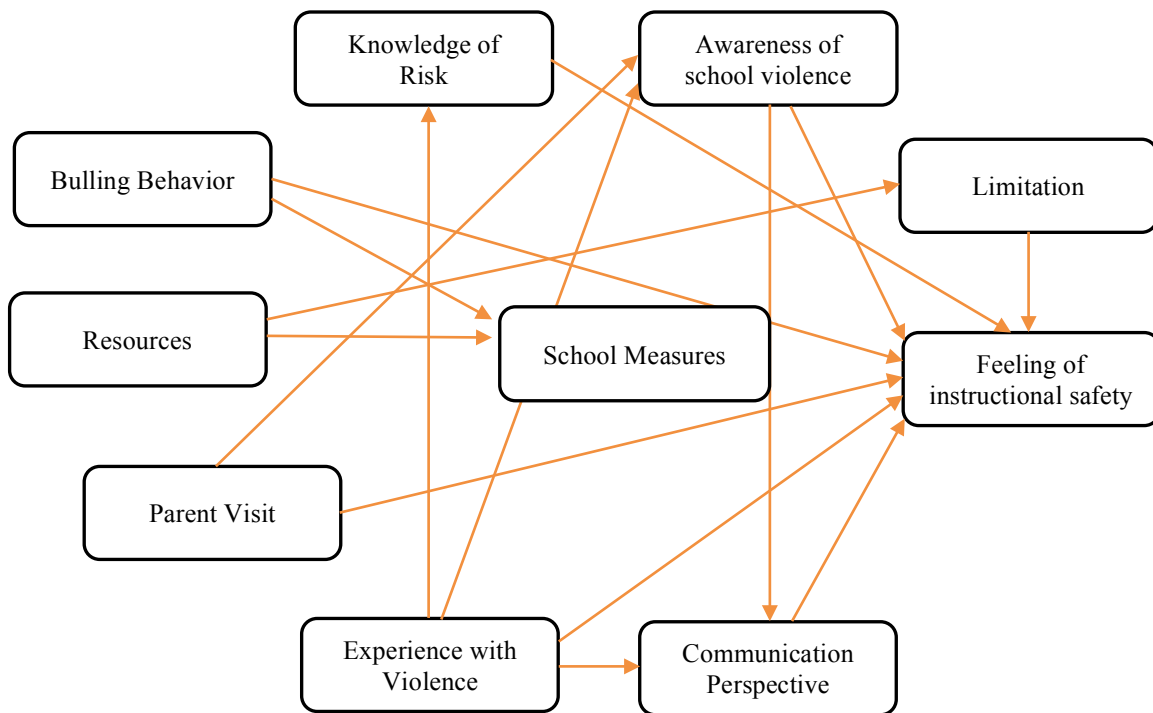 Knowledge of
Risk
Awareness of
school violence
Bulling Behavior
Limitation
Resources
School Measures
Feeling of
instructional safety
Parent Visit
Experience with
Violence
Communication
Perspective